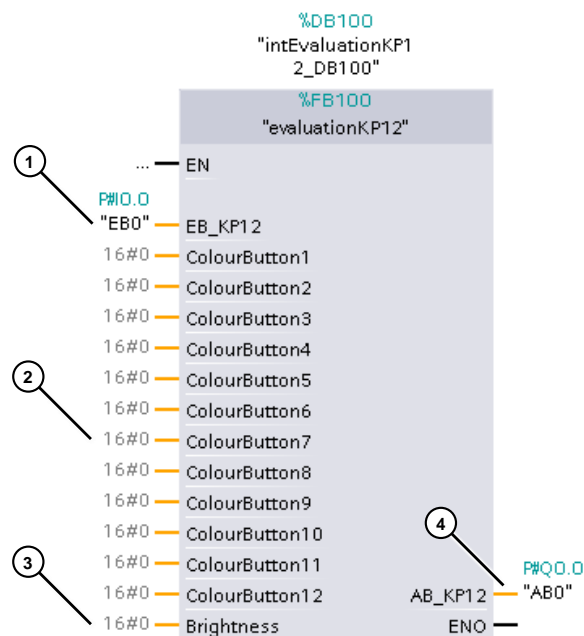 %DB100
"intEvaluationKP1
2_DB100"
%FB100
"evaluationKP12"
1
... EN
P#I0.0
"EB0" EB_KP12
16#0 ColourButton1
16#0 ColourButton2
16#0 ColourButton3
16#0 ColourButton4
2
16#0 ColourButton5
16#0 ColourButton6
16#0 ColourButton7
16#0 ColourButton8
16#0 ColourButton9
16#0 ColourButton10
4
3
16#0 ColourButton11
P#Q0.0
16#0 ColourButton12 AB_KP12 "AB0"
16#0 Brightness ENO